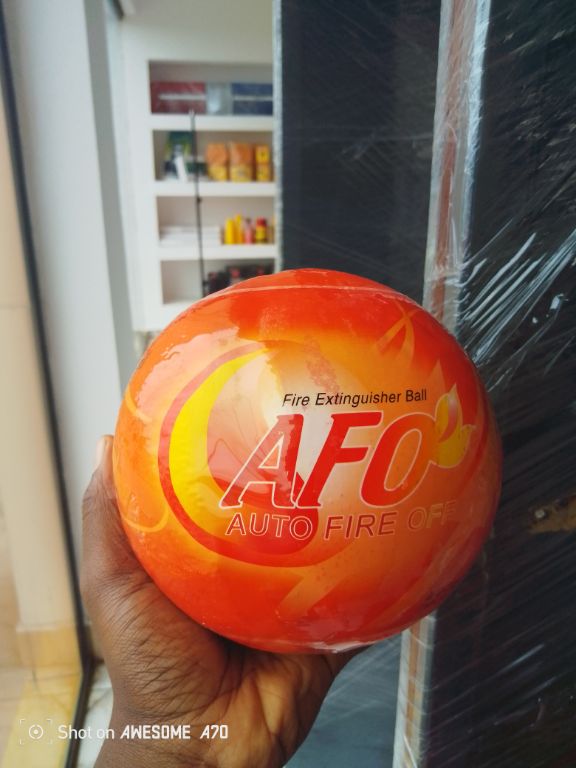 Fire Extinguisher Ball
AFO
AUTO FIRE OFF
Shot on AWESOME A70